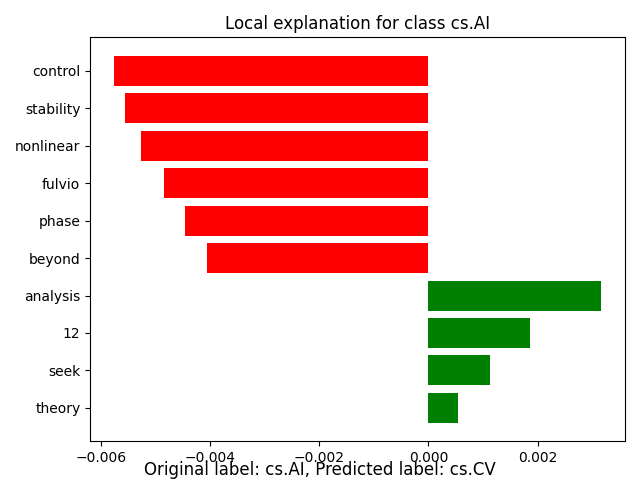 Local explanation for class cs.AI
control
stability
nonlinear
fulvio
phase
beyond
analysis
12
seek
theory
−0.006 −0.004 −0.002 0.000 0.002
Original label: cs.AI, Predicted label: cs.CV